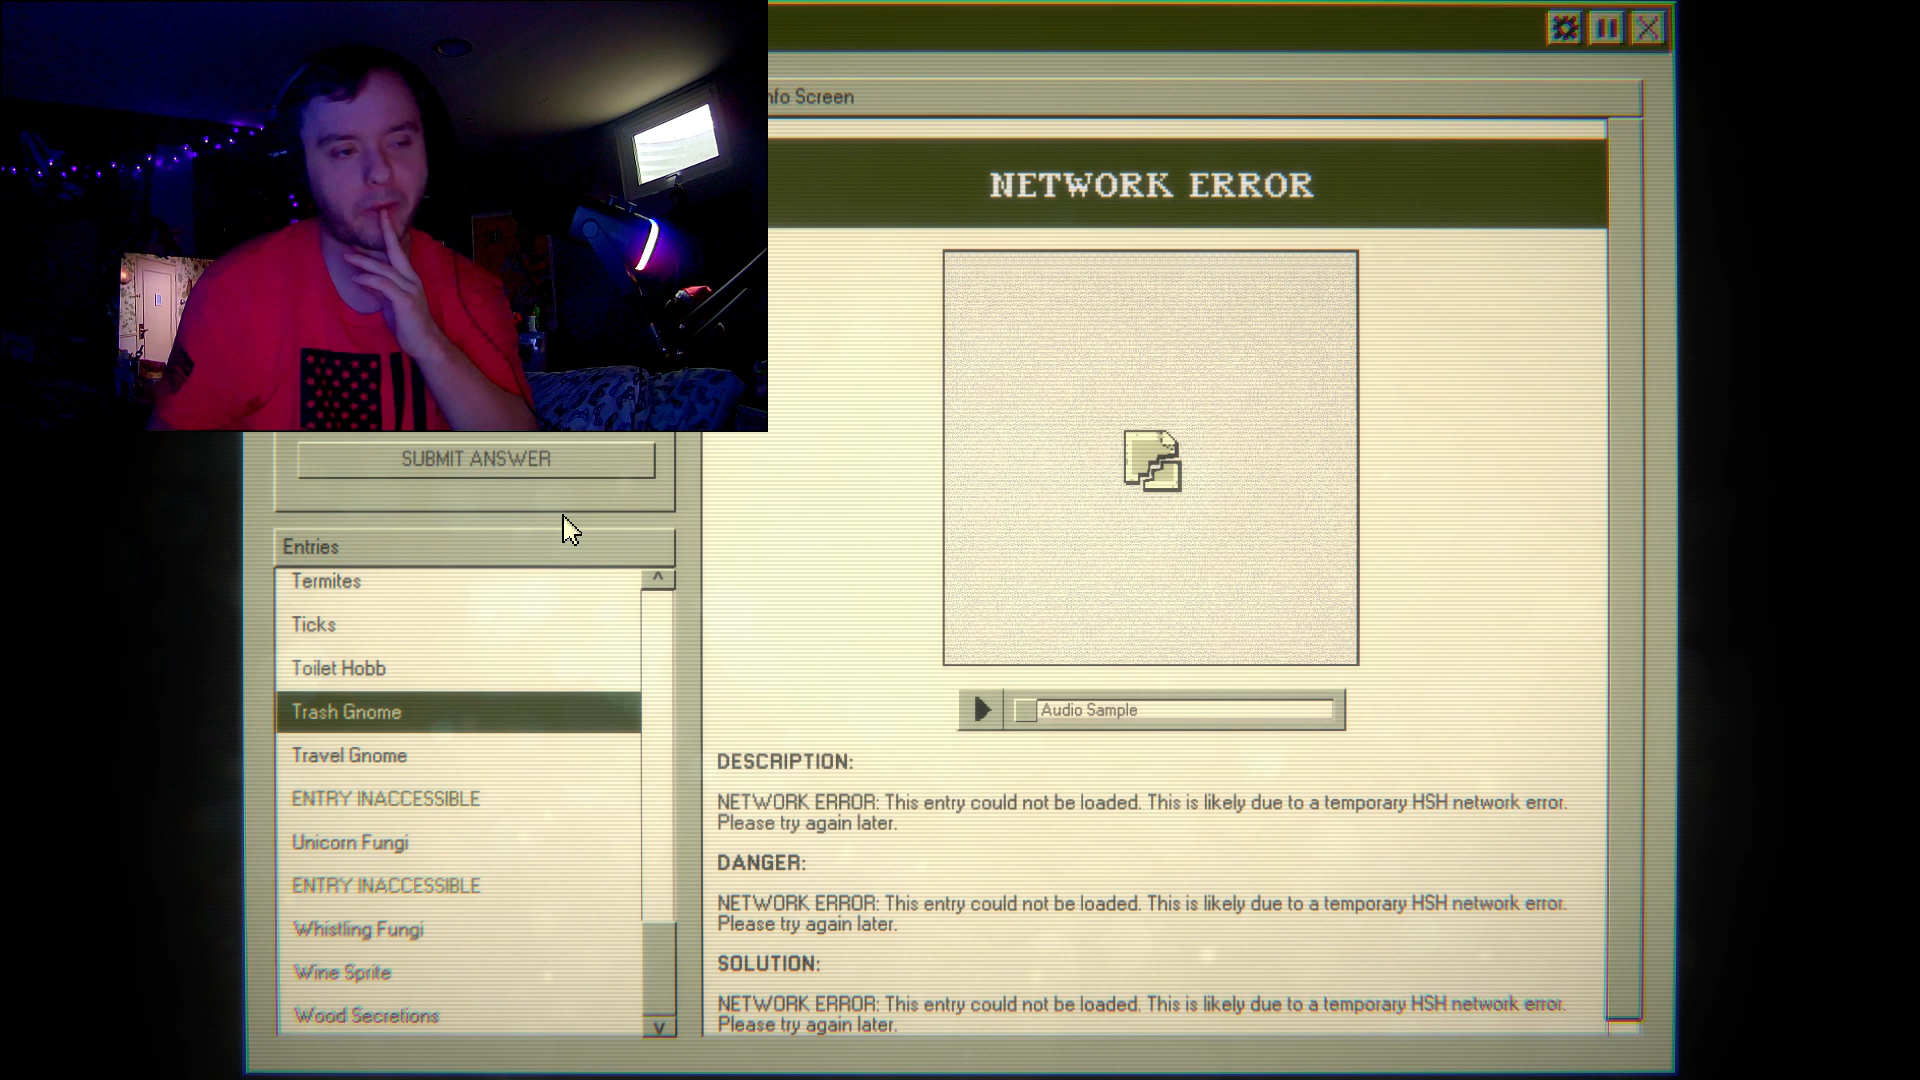 nfo Screen
NETWORK ERROR
SUBMIT ANSWER
Entries
Termites
Ticks
Toilet Hobb
Trash Gnome
Travel Gnome
ENTRY INACCESSIBLE
Unicorn Fungi
ENTRY INACCESSIBLE
Whistling Fungi
Wine Sprite
Wood Secretions
Audio Sample
DESCRIPTION:
NETWORK ERROR: This entry could not be loaded. This is likely due to a temporary HSH network error.
Please try again later.
DANGER:
NETWORK ERROR: This entry could not be loaded. This is likely due to a temporary HSH network error.
Please try again later.
SOLUTION:
NETWORK ERROR: This entry could not be loaded. This is likely due to a temporary HSH network error.
Please try again later.